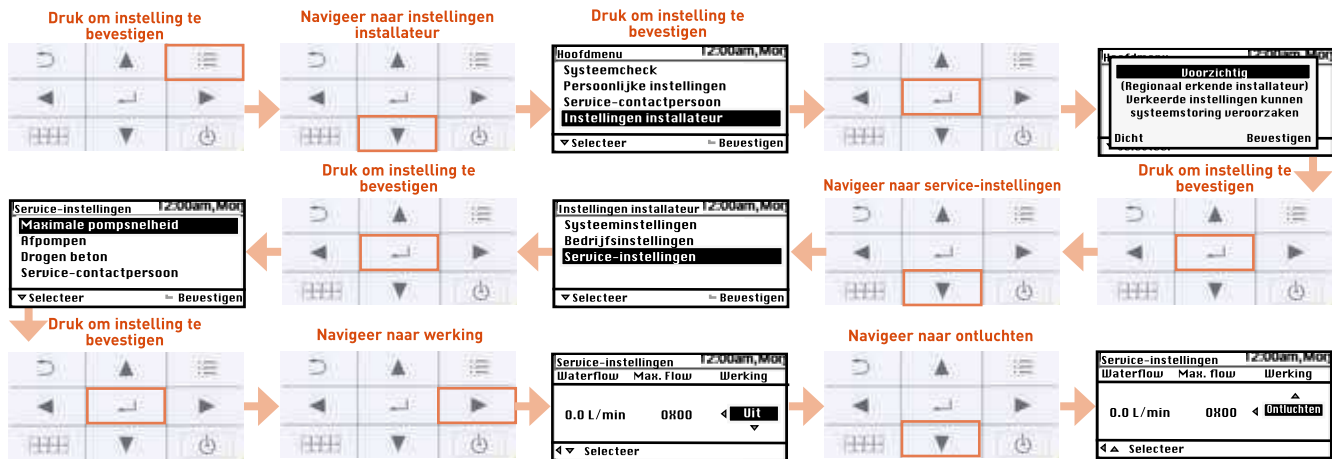 Druk om instelling te
bevestigen
Navigeer naar instellingen
installateur
Druk om instelling te
bevestigen
Hoofdmenu 12:00am,Mon
Systeemcheck
Persoonlijke instellingen
Service-contactpersoon
Instellingen installateur
▼Selecteer Bevestigen
Voorzichtig
(Regionaal erkende installateur)
Verkeerde instellingen kunnen
systeemstoring veroorzaken
Dicht Bevestigen
Druk om instelling te
bevestigen
Navigeer naar service-instellingen
Druk om instelling te
bevestigen
Service-instellingen 12:00am,Mon
Maximale pompsnelheid
Afpompen
Drogen beton
Service-contactpersoon
▼Selecteer Bevestigen
Instellingen installateur 12:00am,Mon
Systeeminstellingen
Bedrijfsinstellingen
Service-instellingen
▼Selecteer Bevestigen
Druk om instelling te
bevestigen
Navigeer naar werking
Navigeer naar ontluchten
Service-instellingen 12:00am,Mon
Waterflow Max. Flow Werking
0.0 L/min 0X00 Uit
Selecteer
Service-instellingen 12:00am,Mon
Waterflow Max. flow Werking
0.0 L/min 0X00 Ontluchten
Selecteer